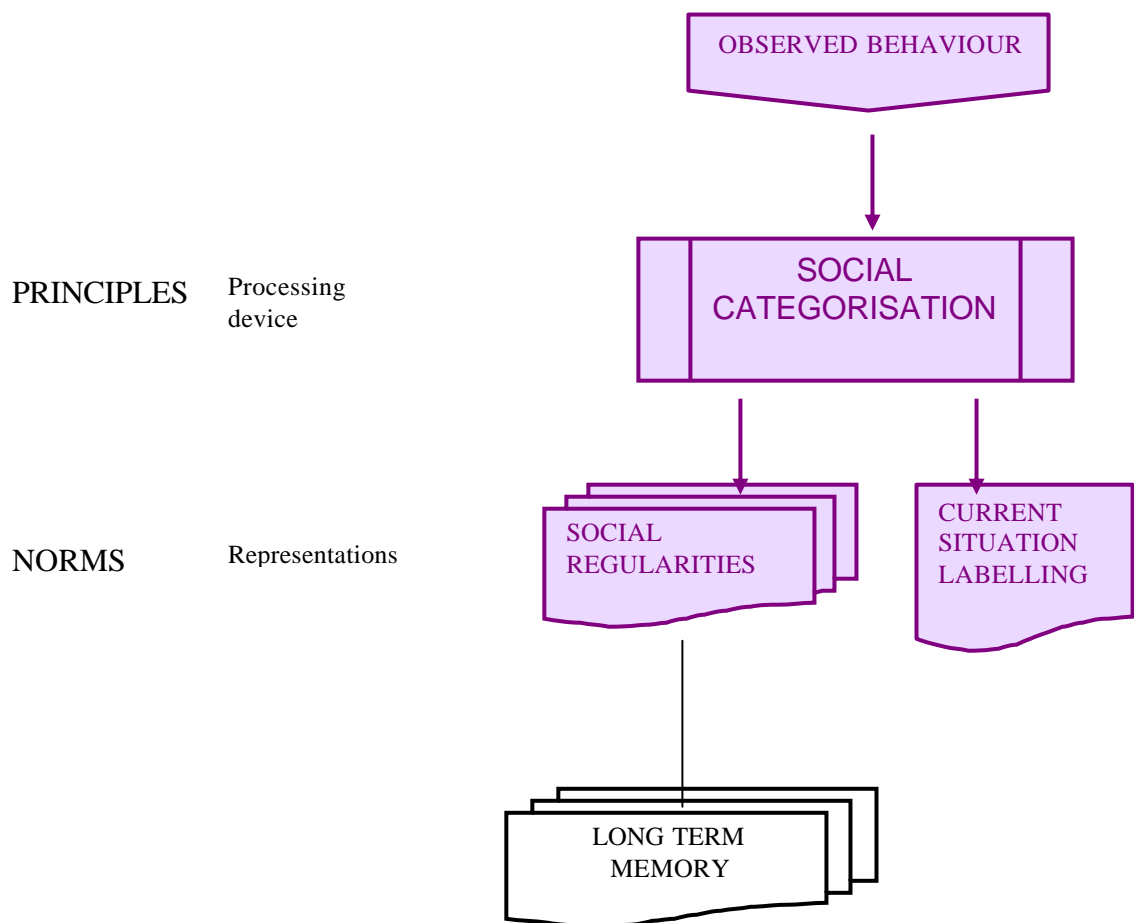 OBSERVED BEHAVIOUR
PRINCIPLES
Processing
device
SOCIAL
CATEGORISATION
NORMS
Representations
SOCIAL
REGULARITIES
CURRENT
SITUATION
LABELLING
LONG TERM
MEMORY